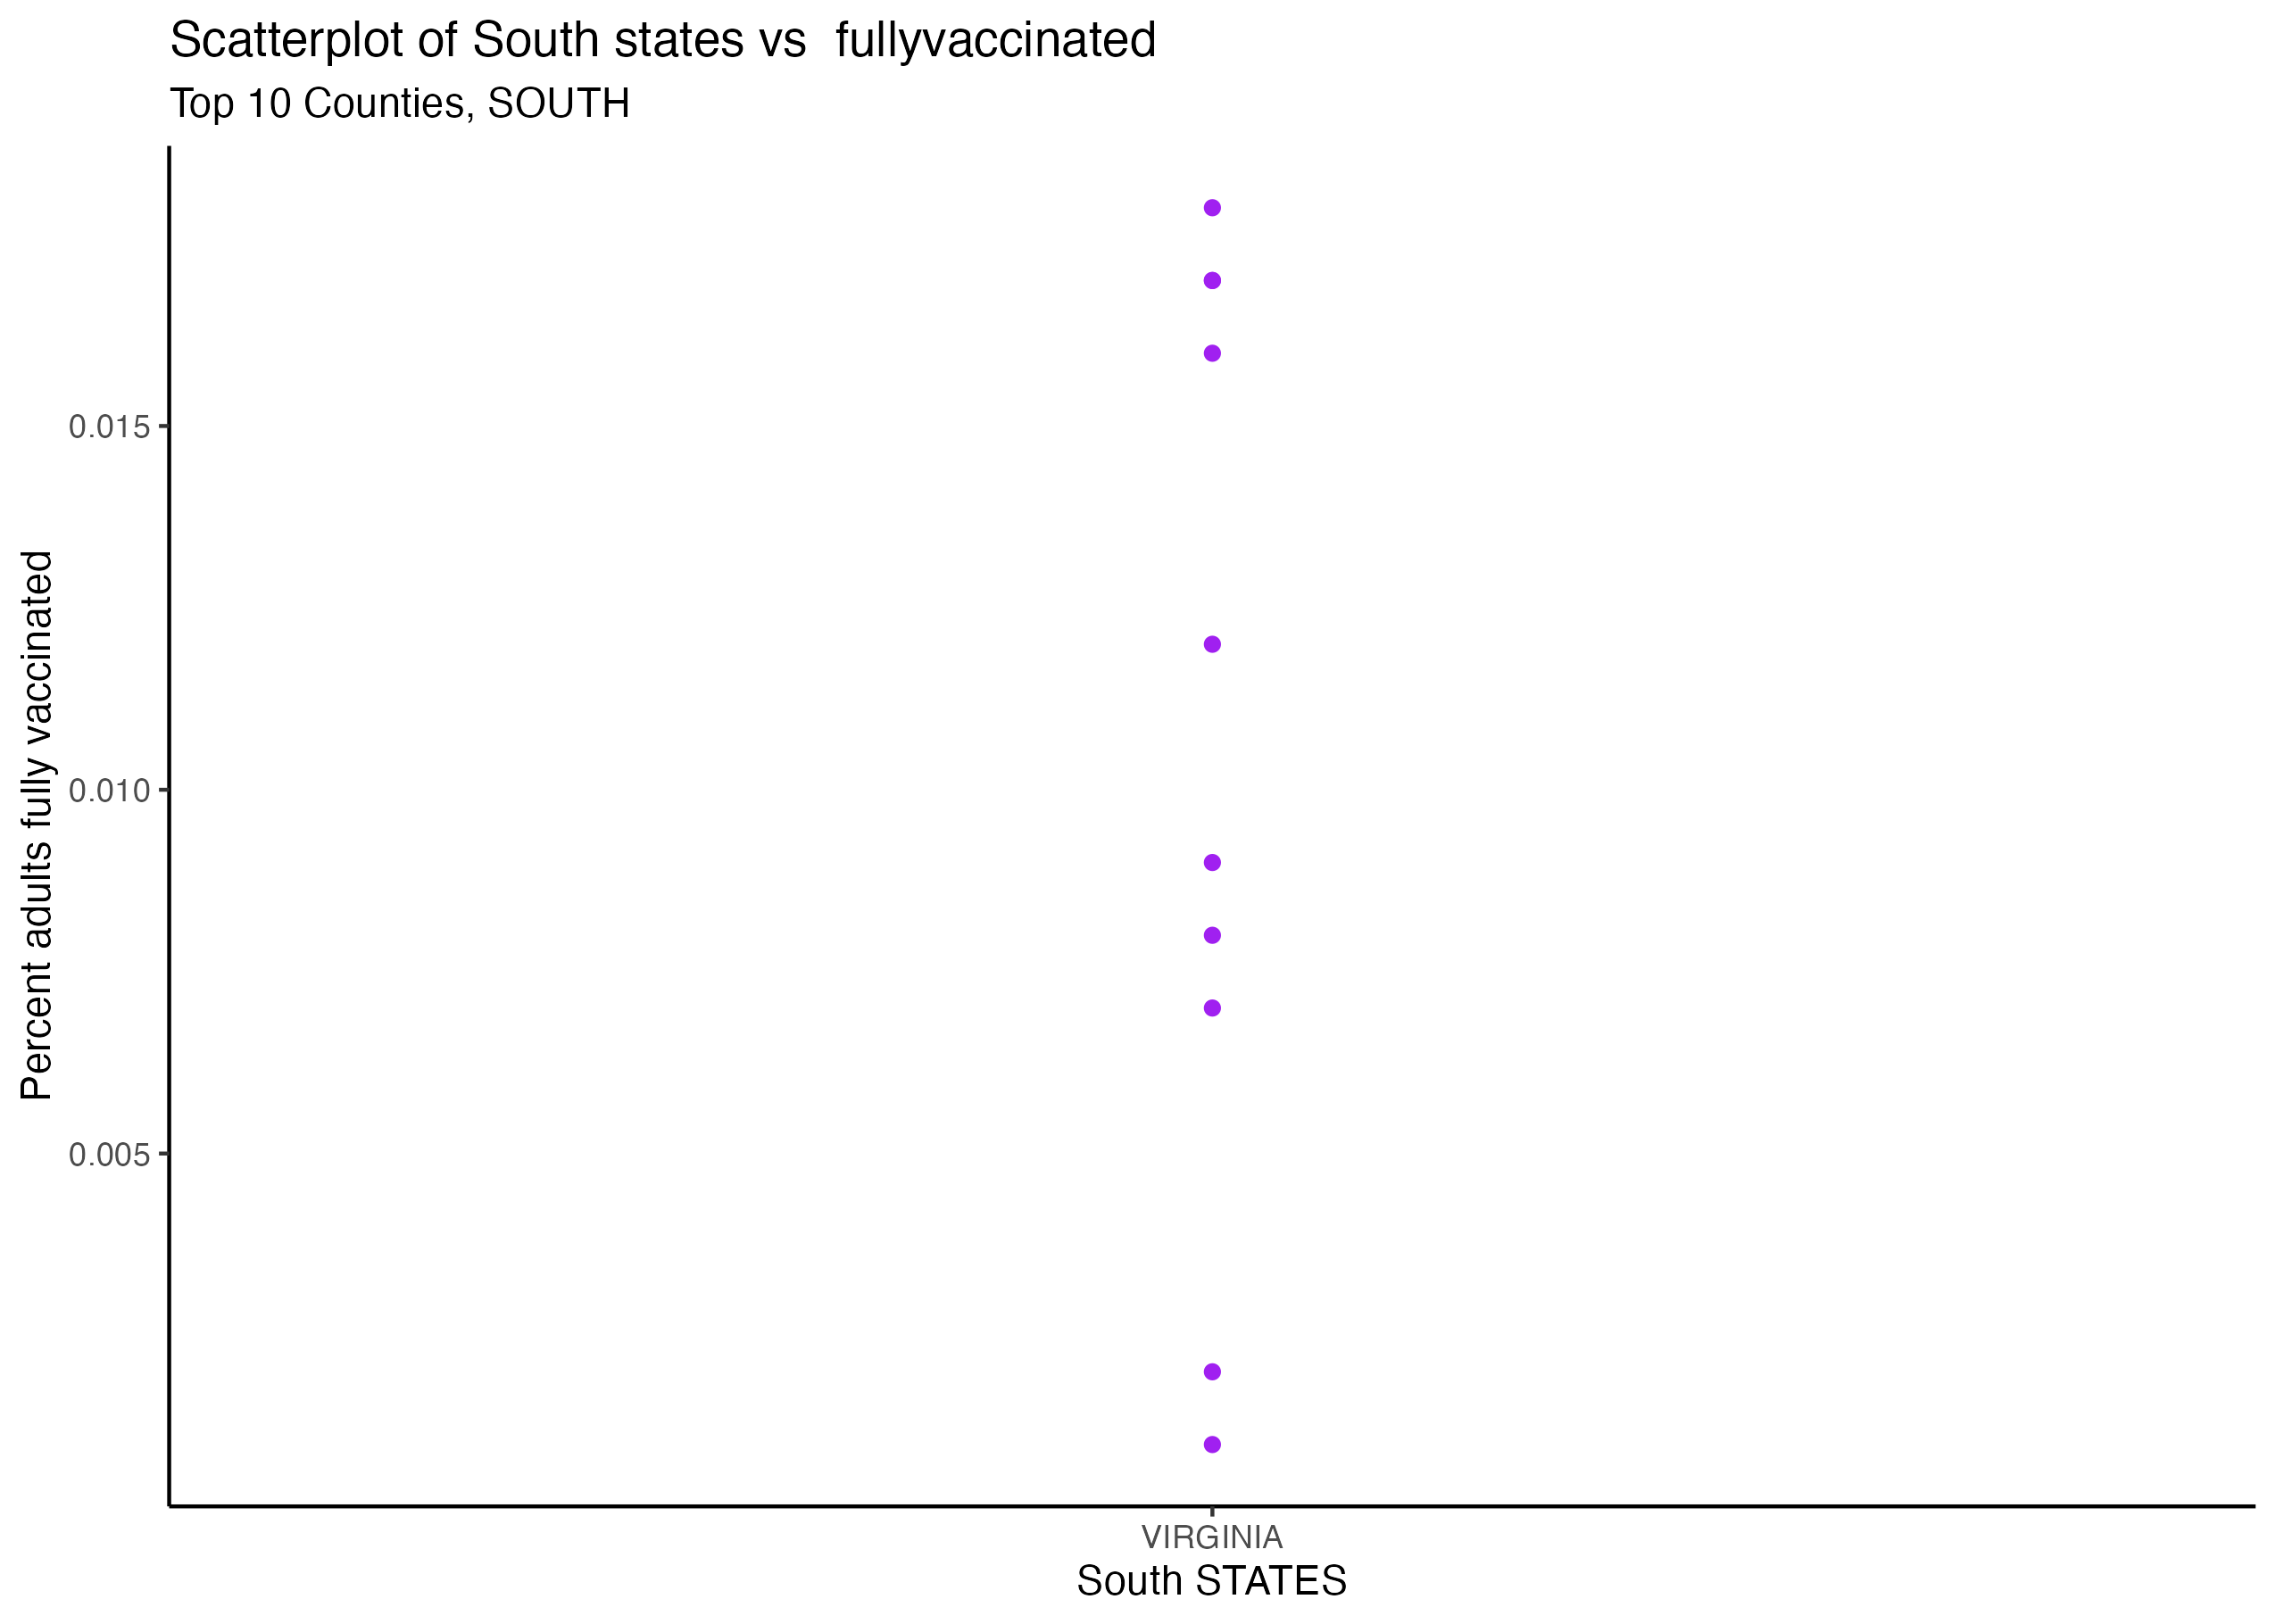 Scatterplot of South states vs  fullyvaccinated
Top 10 Counties, SOUTH
Percent adults fully vaccinated
0.015
0.010
0.005
VIRGINIA
South STATES